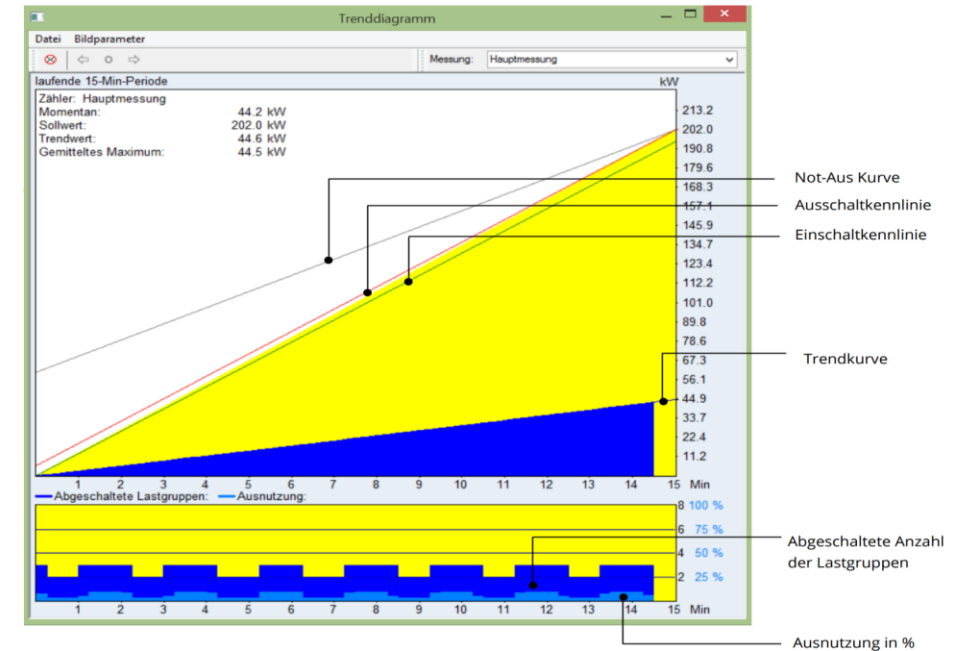 Trenddiagramm
Datei Bildparameter
Messung: Hauptmessung
laufende 15-Min-Periode kW
Zähler: Hauptmessung
Momentan: 44.2 kW
Sollwert: 202.0 kW
Trendwert: 44.6 kW
Gemitteltes Maximum: 44.5 kW
213.2
202.0
190.8
179.6
168.3
157.1
145.9
134.7
123.4
112.2
101.0
89.8
78.6
67.3
56.1
44.9
33.7
22.4
11.2
Not-Aus Kurve
Ausschaltkennlinie
Einschaltkennlinie
Trendkurve
1 2 3 4 5 6 7 8 9 10 11 12 13 14 15 Min
Abgeschaltete Lastgruppen: Ausnutzung:
8 100 %
6 75 %
4 50 %
2 25 %
Abgeschaltete Anzahl
der Lastgruppen
1 2 3 4 5 6 7 8 9 10 11 12 13 14 15 Min
Ausnutzung in %